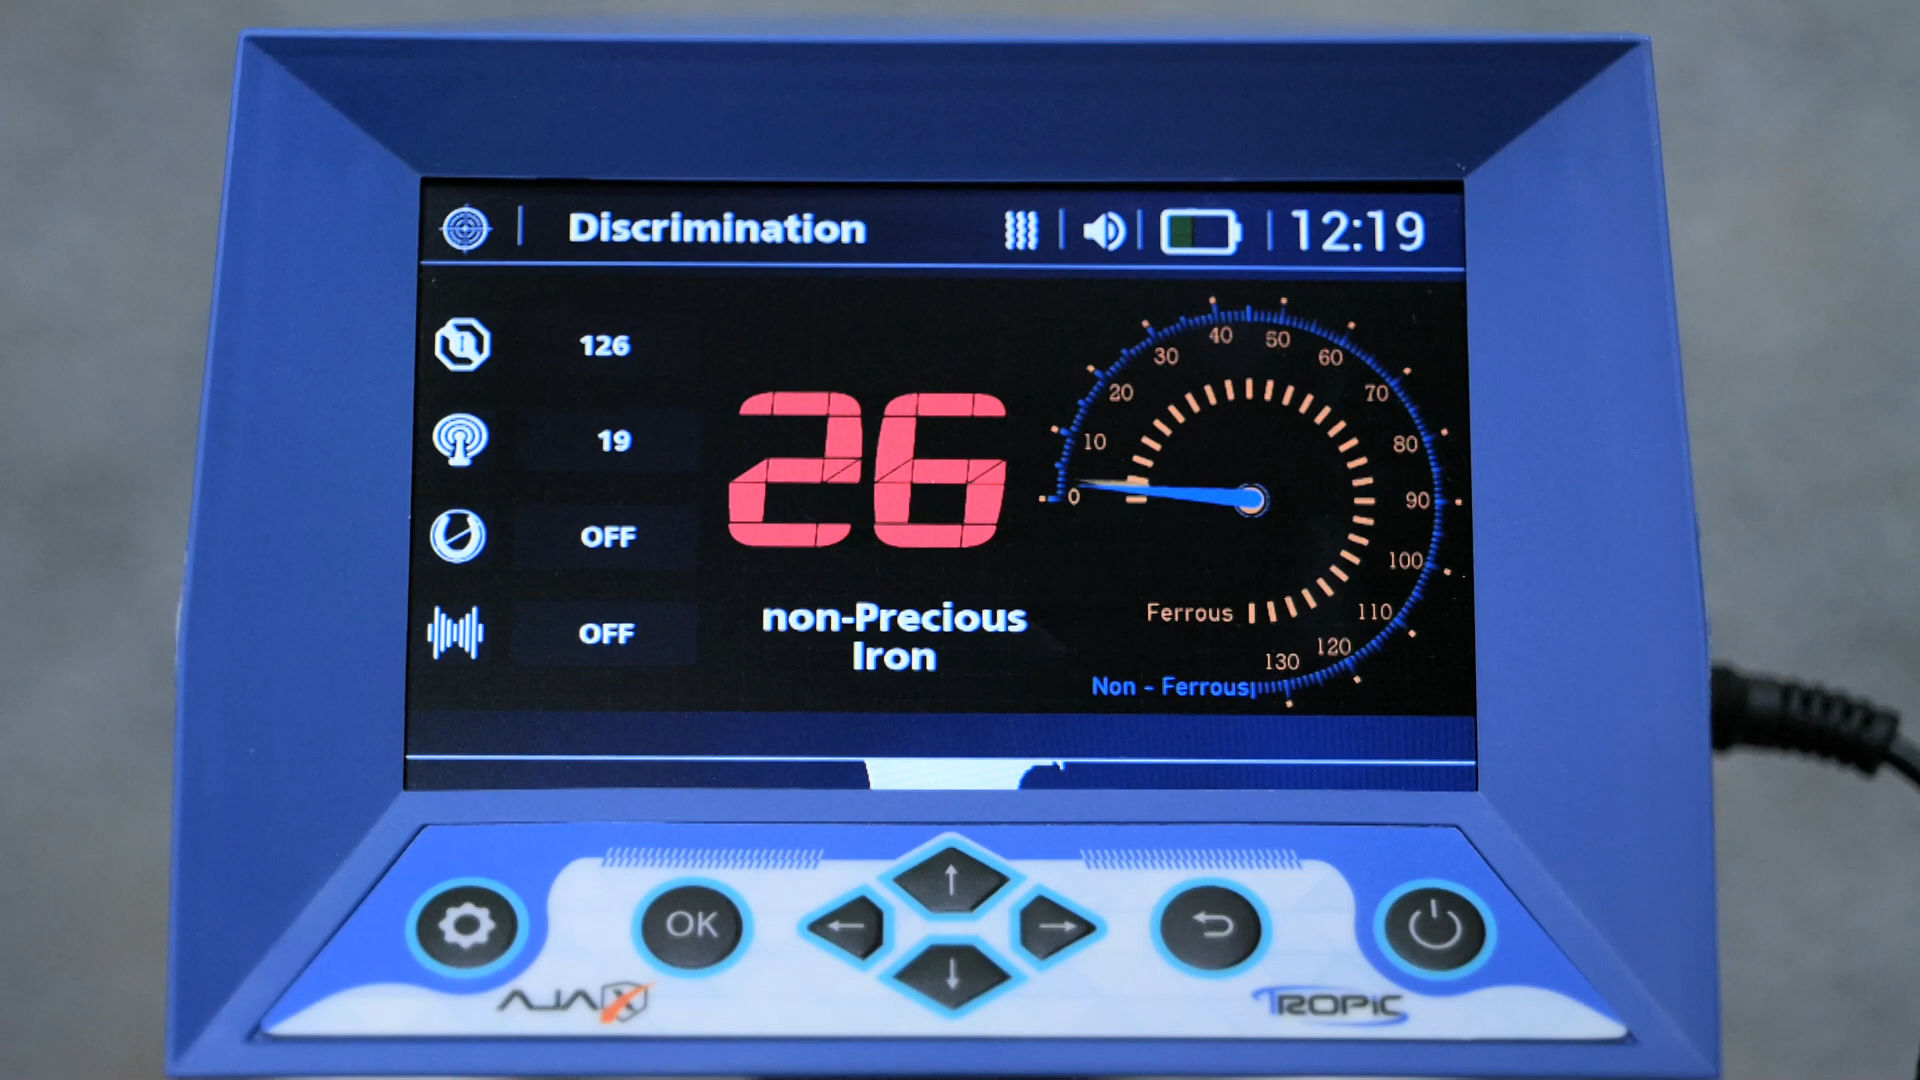 Discrimination 12:19
126
19
OFF
OFF
26
non-Precious
Iron
0
10
20
30
40
50
60
70
80
90
100
110
120
130
Ferrous
Non - Ferrous
OK
AJAX
TROPIC